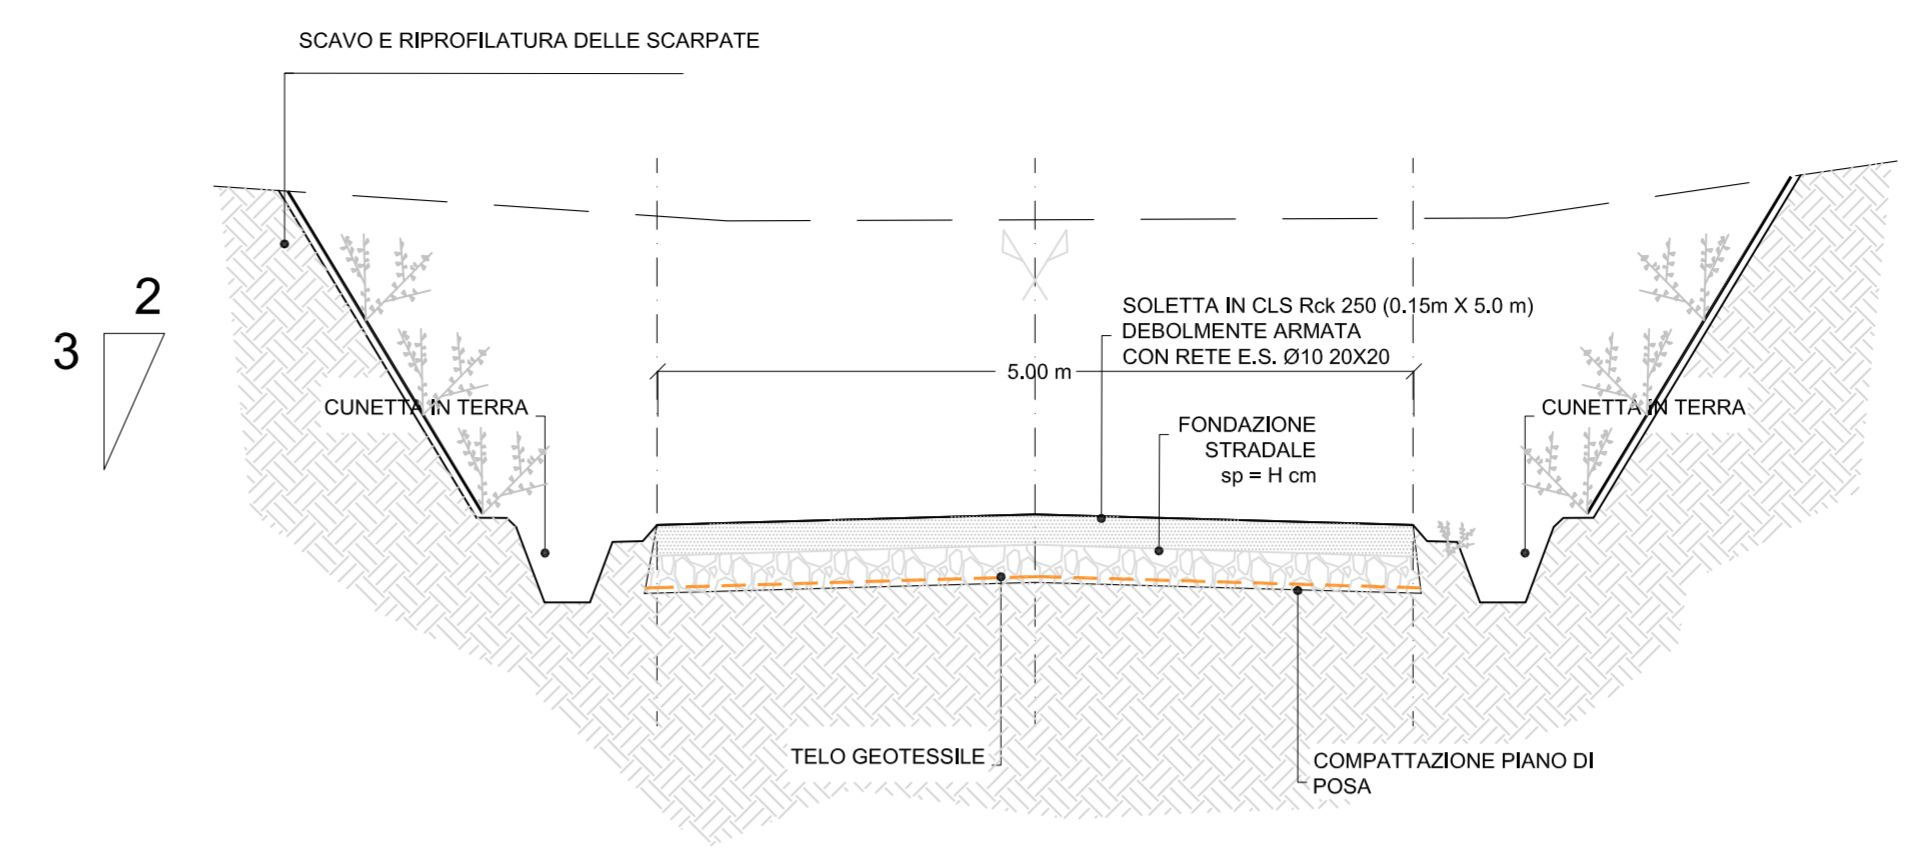 SCAVO E RIPROFILATURA DELLE SCARPATE
2
3
SOLETTA IN CLS Rck 250 (0.15m X 5.0 m)
DEBOLMENTE ARMATA
CON RETE E.S. Ø10 20X20
5.00 m
CUNETTA IN TERRA
CUNETTA IN TERRA
FONDAZIONE
STRADALE
sp = H cm
TELO GEOTESSILE
COMPATTAZIONE PIANO DI
POSA